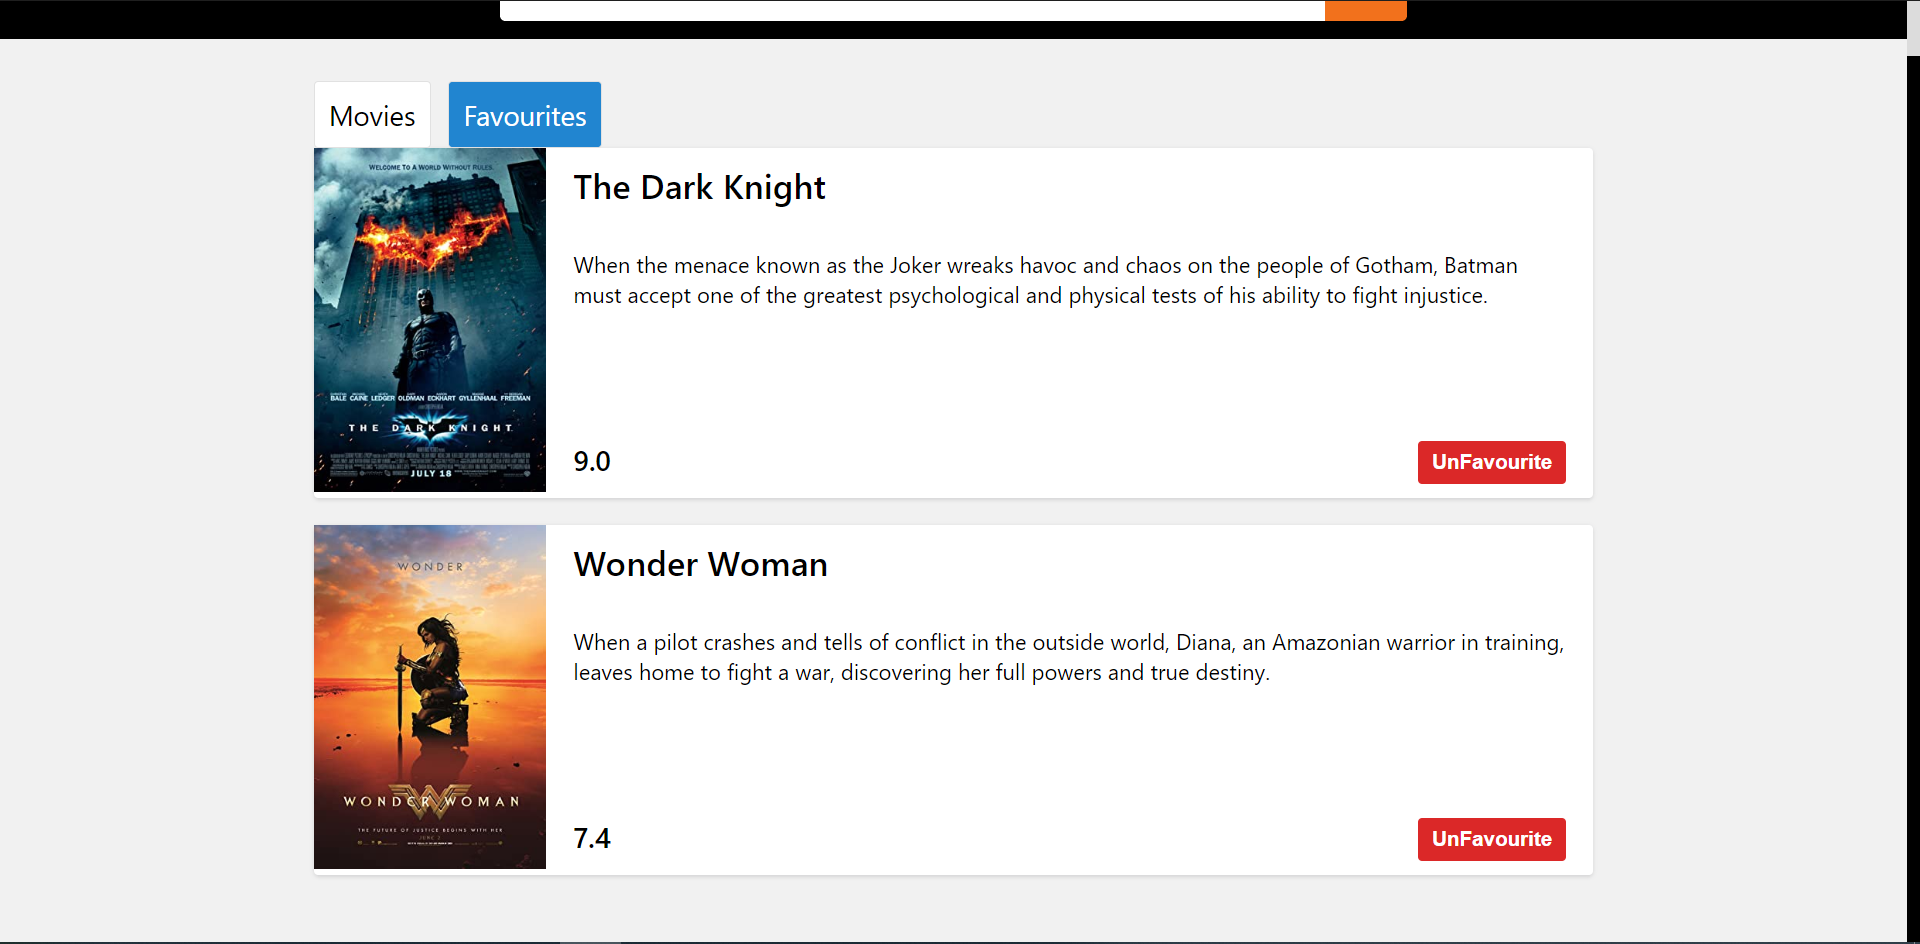 Movies Favourites
WELCOME TO A WORLD WITHOUT RULES.
BALE CAINE LEDGER OLDMAN ECKHART GYLLENHAAL FREEMAN
THE DARK KNIGHT
JULY 18
The Dark Knight
When the menace known as the Joker wreaks havoc and chaos on the people of Gotham, Batman
must accept one of the greatest psychological and physical tests of his ability to fight injustice.
9.0
UnFavourite
WONDER
WONDER WOMAN
THE FUTURE OF JUSTICE BEGINS WITH HER
Wonder Woman
When a pilot crashes and tells of conflict in the outside world, Diana, an Amazonian warrior in training,
leaves home to fight a war, discovering her full powers and true destiny.
7.4
UnFavourite